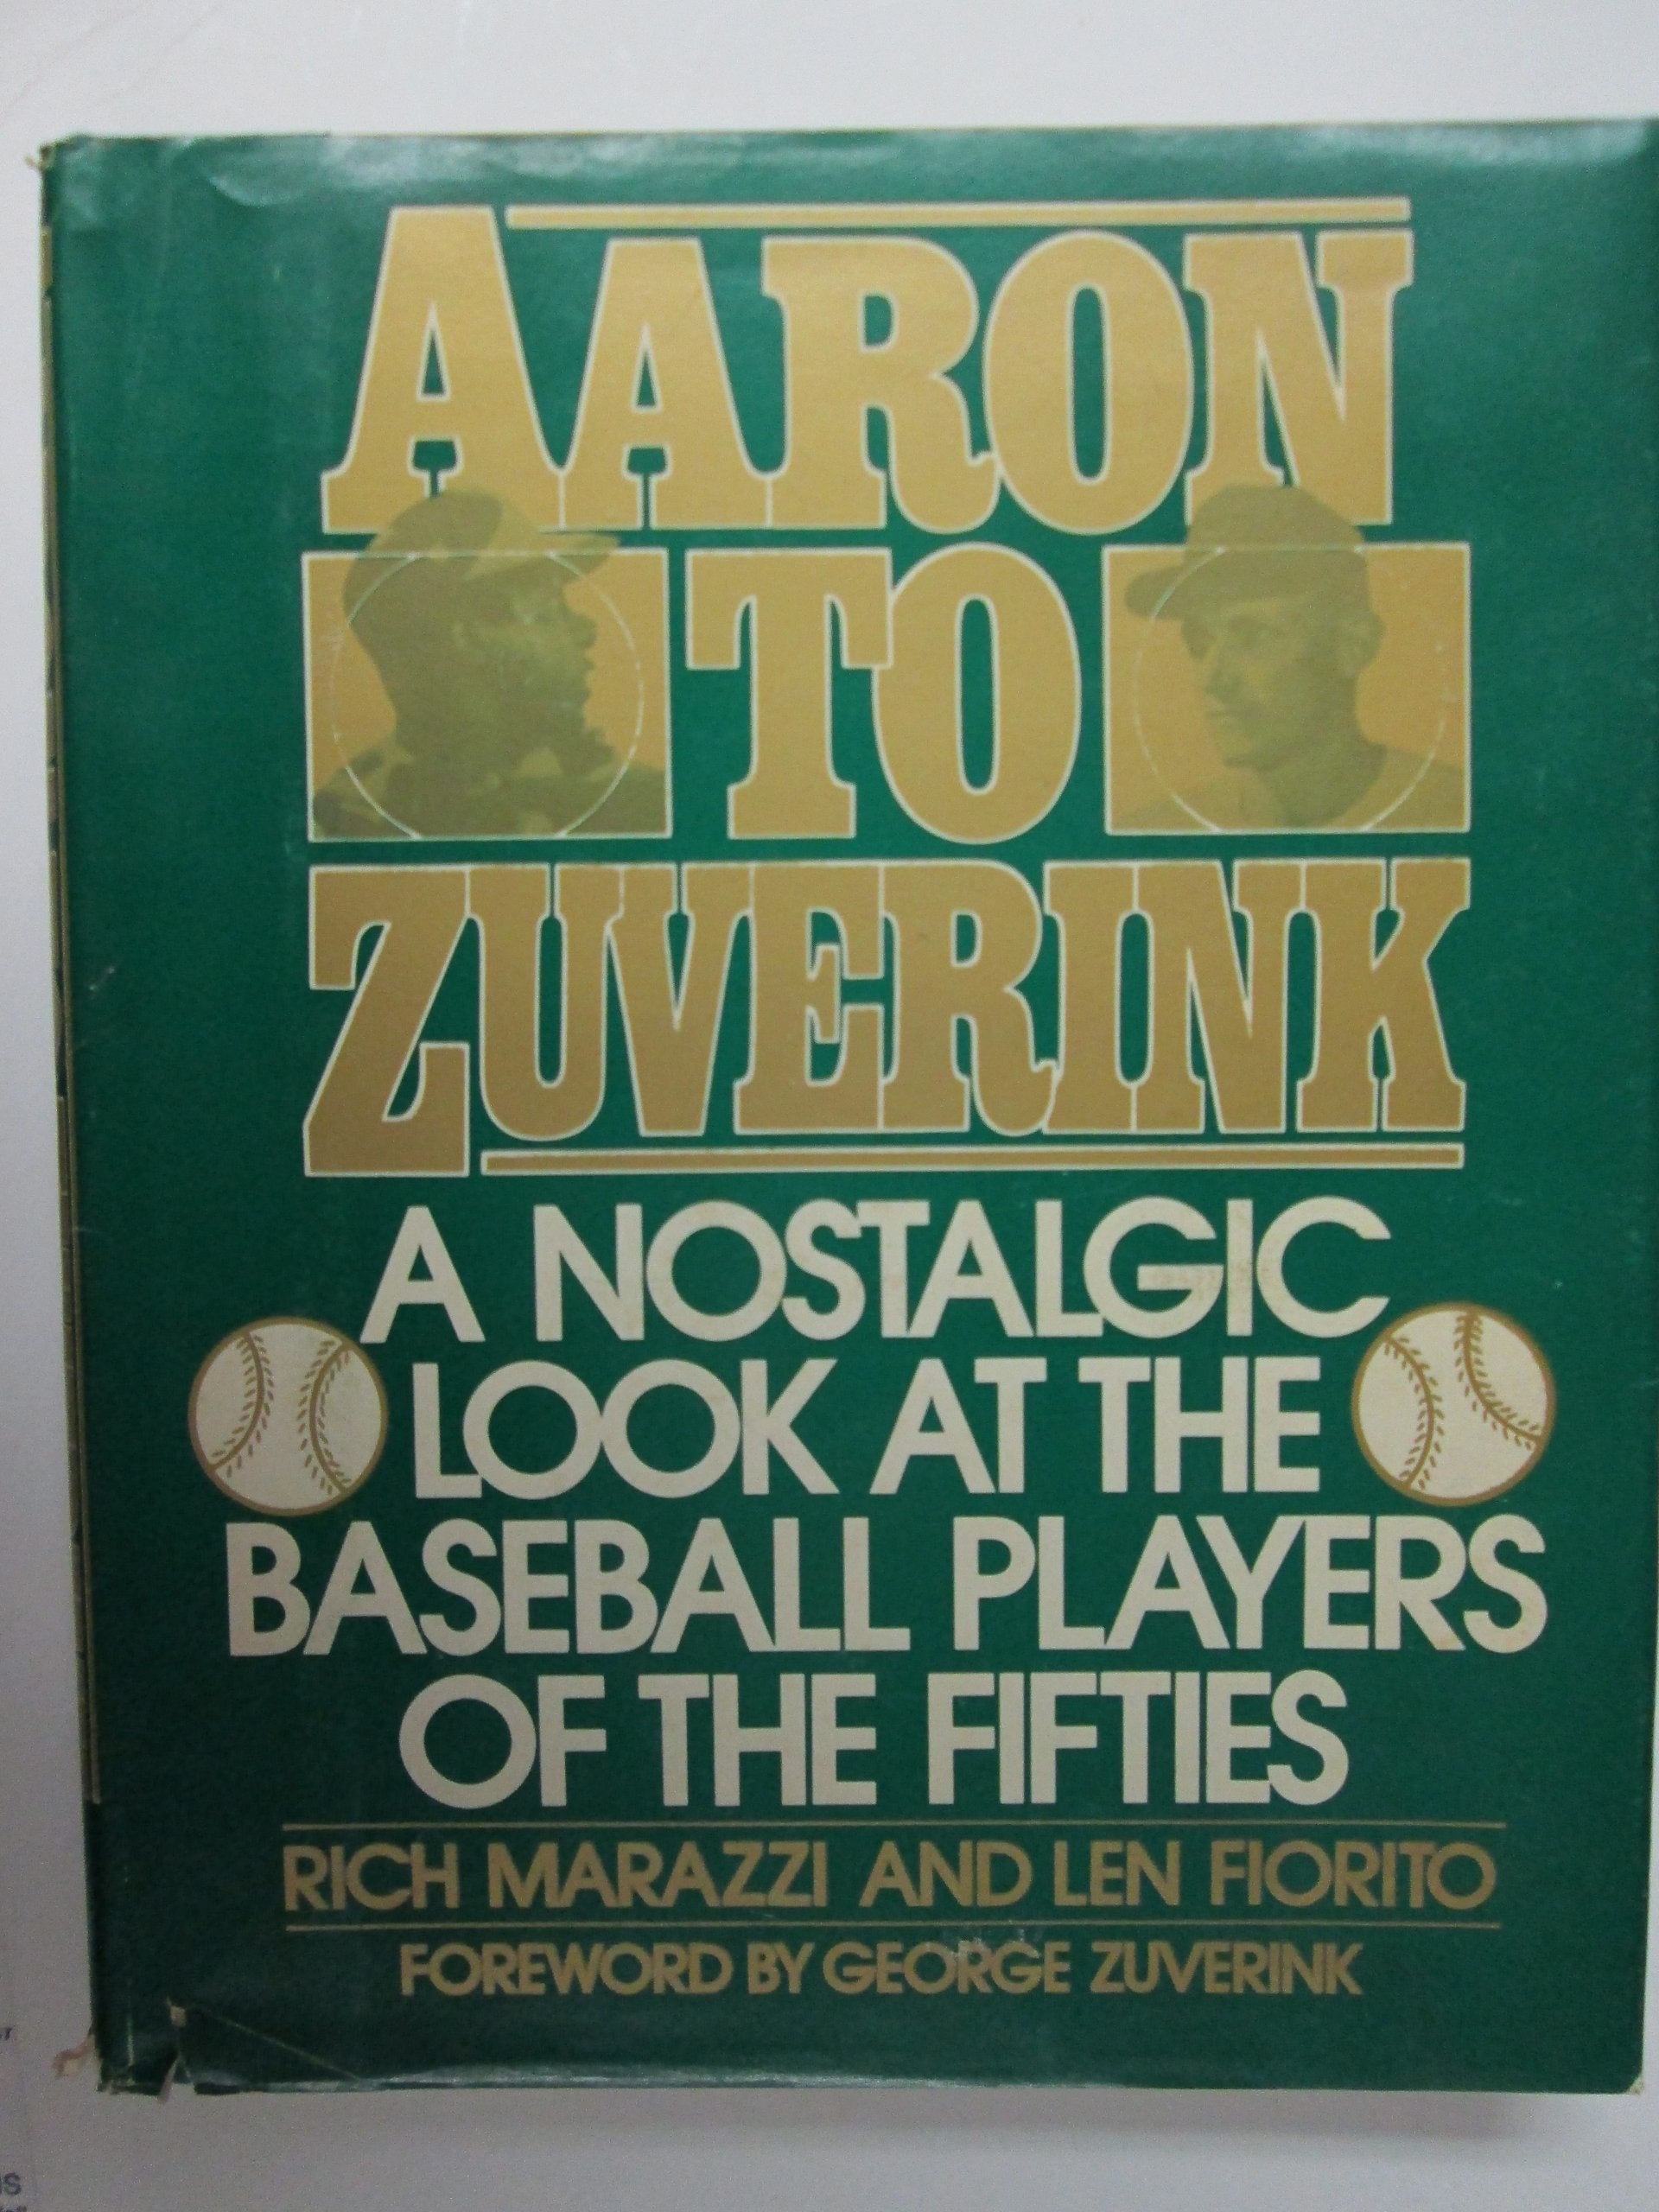 AARON
TO
ZUVERINK
A NOSTALGIC
LOOK AT THE
BASEBALL PLAYERS
OF THE FIFTIES
RICH MARAZZI AND LEN FIORITO
FOREWORD BY GEORGE ZUVERINK